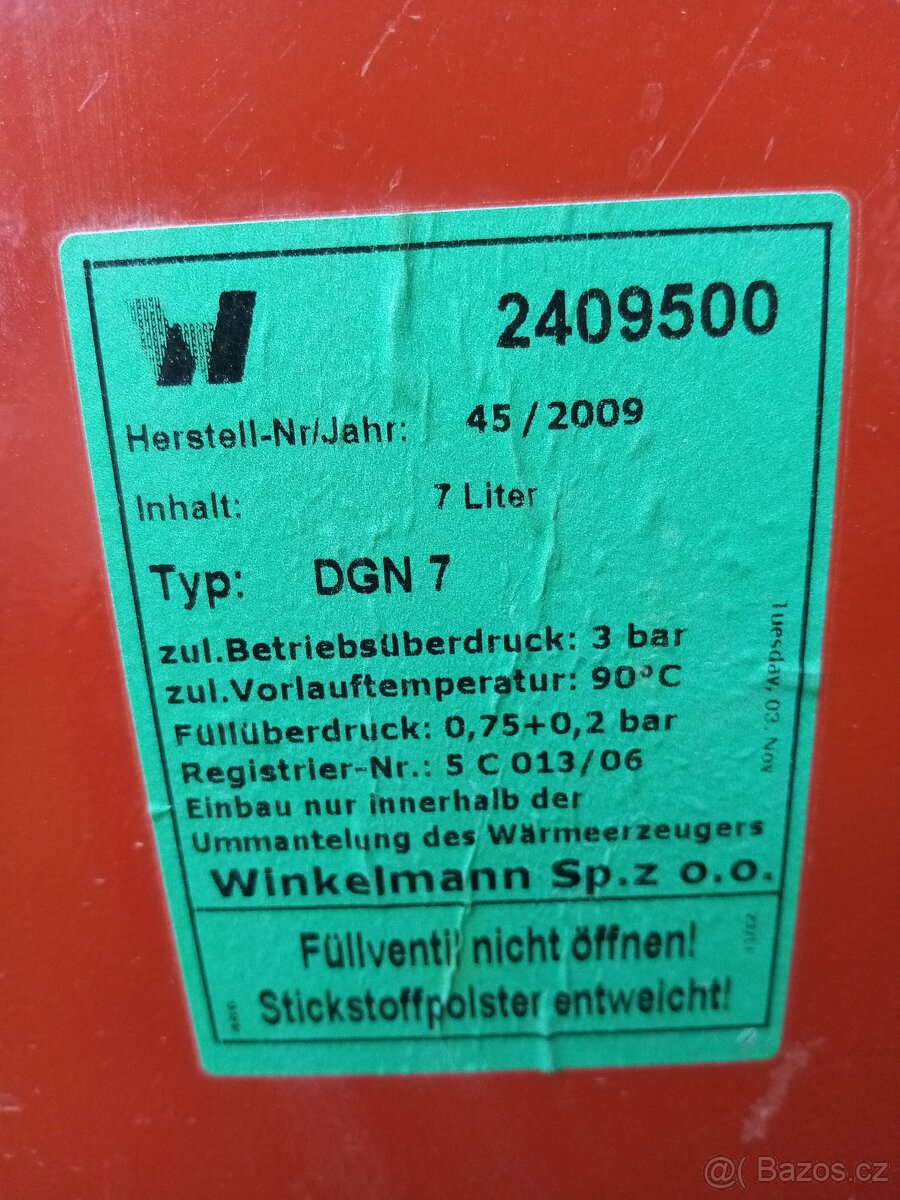 2409500
Herstell-Nr/Jahr: 45/2009
Inhalt: 7 Liter
Typ: DGN 7
zul.Betriebsüberdruck: 3 bar
zul.Vorlauftemperatur: 90°C
Füllüberdruck: 0,75+0,2 bar
Registrier-Nr.: 5 C 013/06
Einbau nur innerhalb der
Ummantelung des Wärmeerzeugers
Winkelmann Sp.z o.o.
Tuesday, 03. Nov
Füllventil nicht öffnen!
Stickstoffpolster entweicht!
@( Bazos.cz